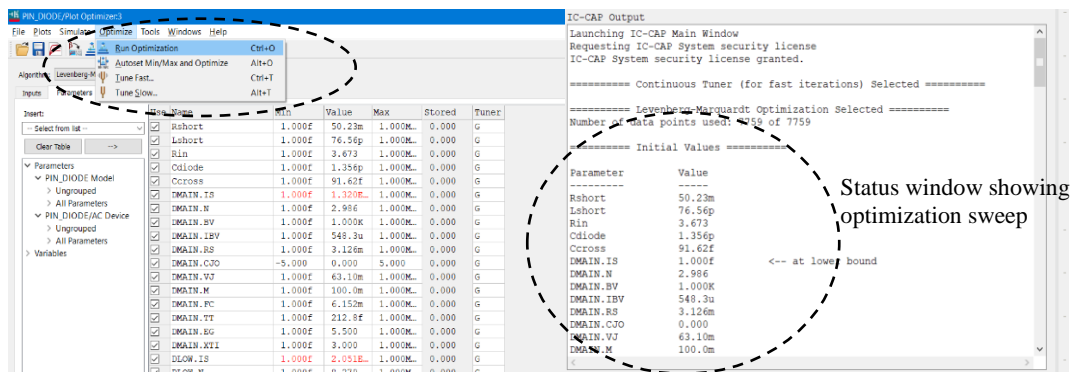 PIN_DIODE/Plot Optimizer:3
File Plots Simulate Optimize Tools Windows Help
Run Optimization Ctrl+O
Autoset Min/Max and Optimize Alt+O
Tune Fast... Ctrl+T
Tune Slow... Alt+T
Algorithm: Levenberg-M
Inputs Parameters
Insert:
-- Select from list --
Clear Table -->
Parameters
PIN_DIODE Model
Ungrouped
All Parameters
PIN_DIODE/AC Device
Ungrouped
All Parameters
Variables
Use Name Min Value Max Stored Tuner
Rshort 1.000f 50.23m 1.000M... 0.000 G
Lshort 1.000f 76.56p 1.000M... 0.000 G
Rin 1.000f 3.673 1.000M... 0.000 G
Cdiode 1.000f 1.356p 1.000M... 0.000 G
Ccross 1.000f 91.62f 1.000M... 0.000 G
DMAIN.IS 1.000f 1.320E... 1.000M... 0.000 G
DMAIN.N 1.000f 2.986 1.000M... 0.000 G
DMAIN.BV 1.000f 1.000K 1.000M... 0.000 G
DMAIN.IBV 1.000f 548.3u 1.000M... 0.000 G
DMAIN.RS 1.000f 3.126m 1.000M... 0.000 G
DMAIN.CJO -5.000 0.000 5.000 0.000 G
DMAIN.VJ 1.000f 63.10m 1.000M... 0.000 G
DMAIN.M 1.000f 100.0m 1.000M... 0.000 G
DMAIN.FC 1.000f 6.152m 1.000M... 0.000 G
DMAIN.TT 1.000f 212.8f 1.000M... 0.000 G
DMAIN.EG 1.000f 5.500 1.000M... 0.000 G
DMAIN.XTI 1.000f 3.000 1.000M... 0.000 G
DLOW.IS 1.000f 2.051E... 1.000M... 0.000 G
IC-CAP Output
Launching IC-CAP Main Window
Requesting IC-CAP System security license
IC-CAP System security license granted.
========== Continuous Tuner (for fast iterations) Selected ==========
========== Levenberg-Marquardt Optimization Selected ==========
Number of data points used: 7759 of 7759
========== Initial Values ==========
Parameter Value
--------- -----
Rshort 50.23m
Lshort 76.56p
Rin 3.673
Cdiode 1.356p
Ccross 91.62f
DMAIN.IS 1.000f <-- at lower bound
DMAIN.N 2.986
DMAIN.BV 1.000K
DMAIN.IBV 548.3u
DMAIN.RS 3.126m
DMAIN.CJO 0.000
DMAIN.VJ 63.10m
DMAIN.M 100.0m
Status window showing
optimization sweep